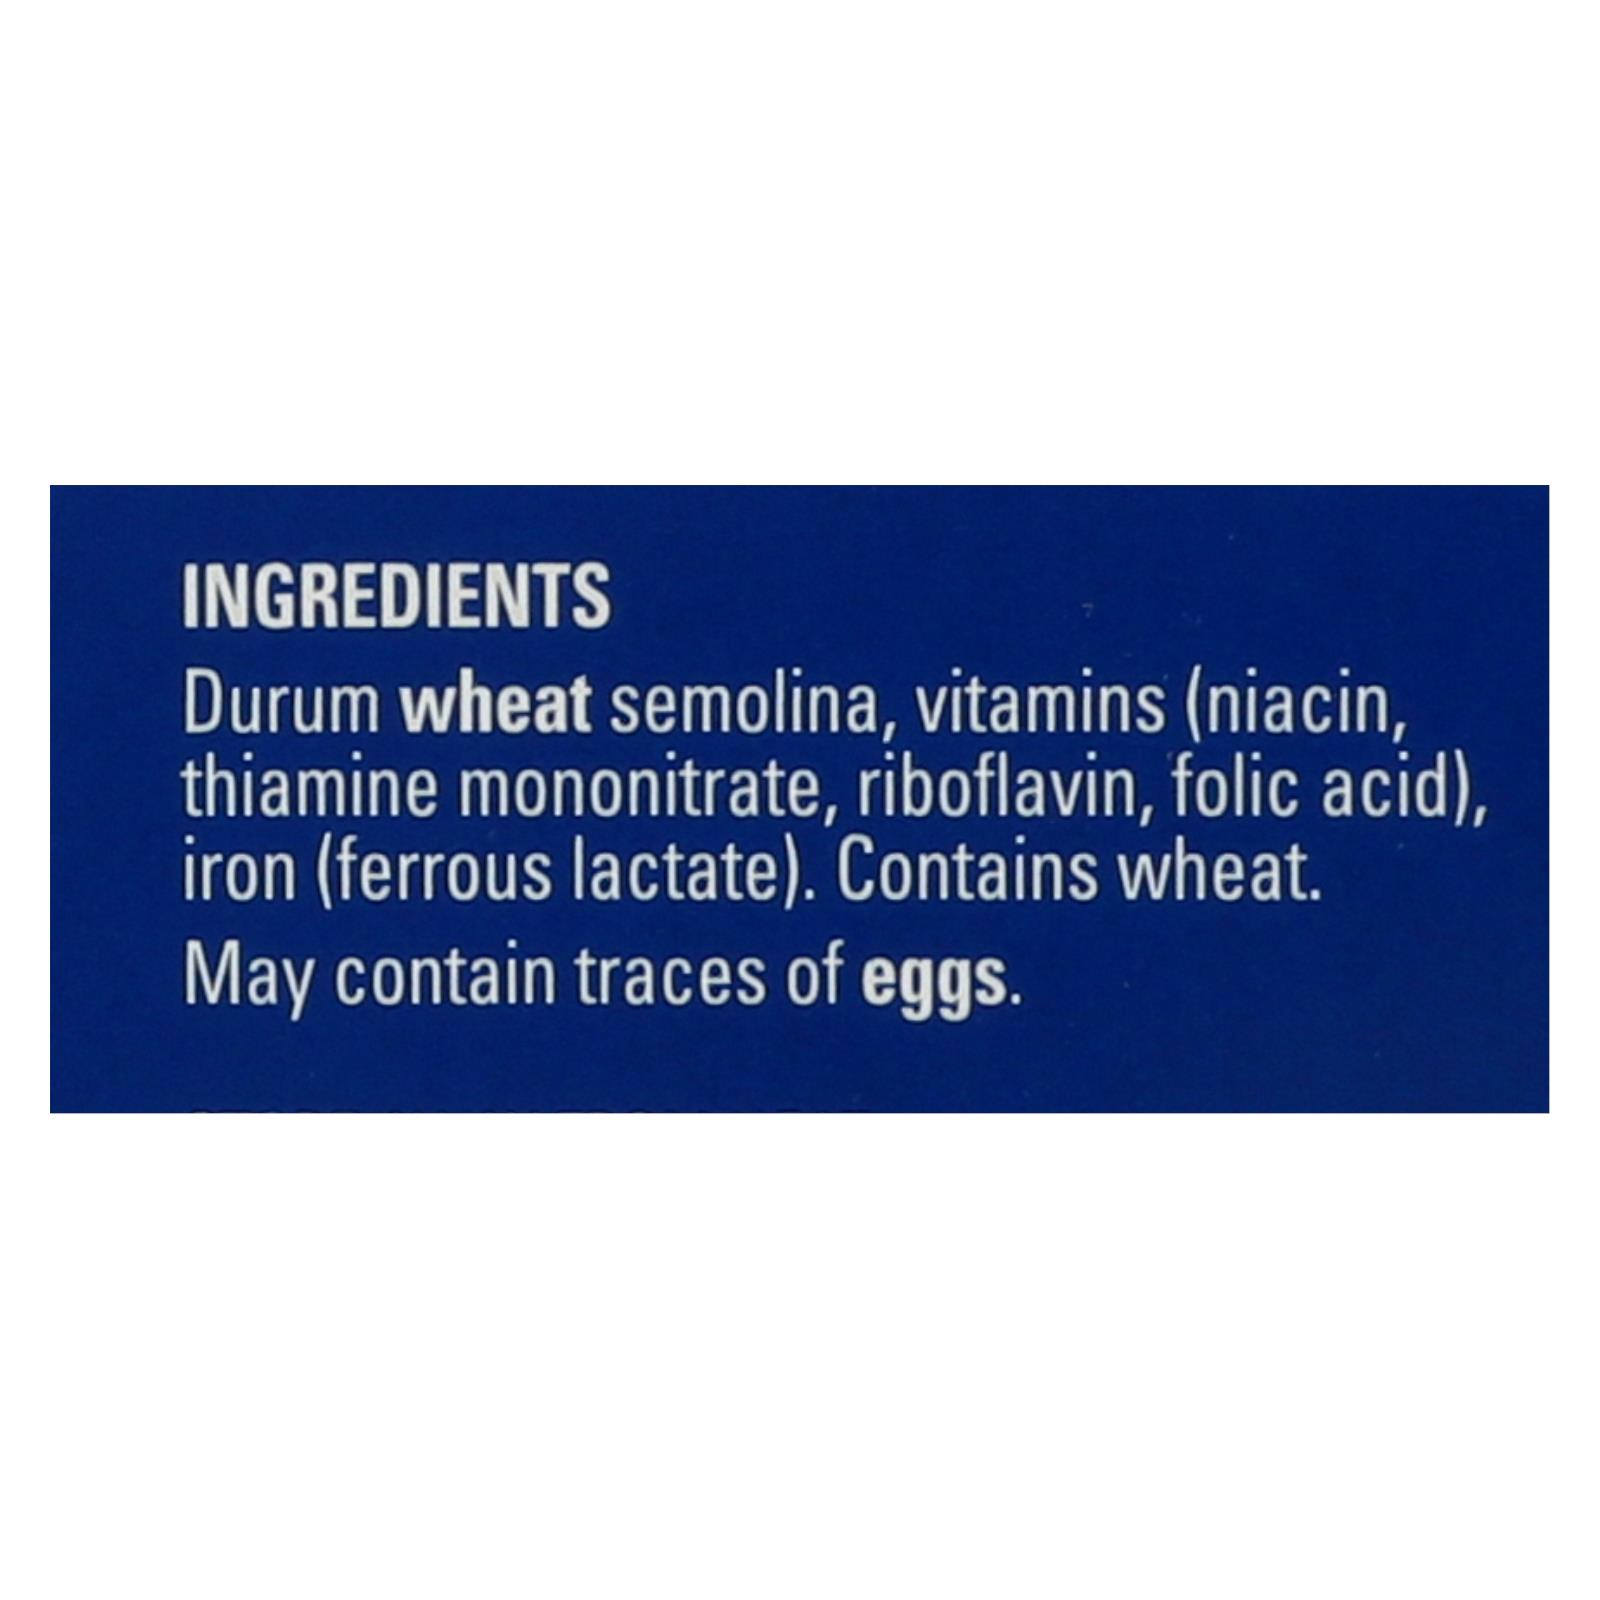 INGREDIENTS
Durum wheat semolina, vitamins (niacin,
thiamine mononitrate, riboflavin, folic acid),
iron (ferrous lactate). Contains wheat.
May contain traces of eggs.